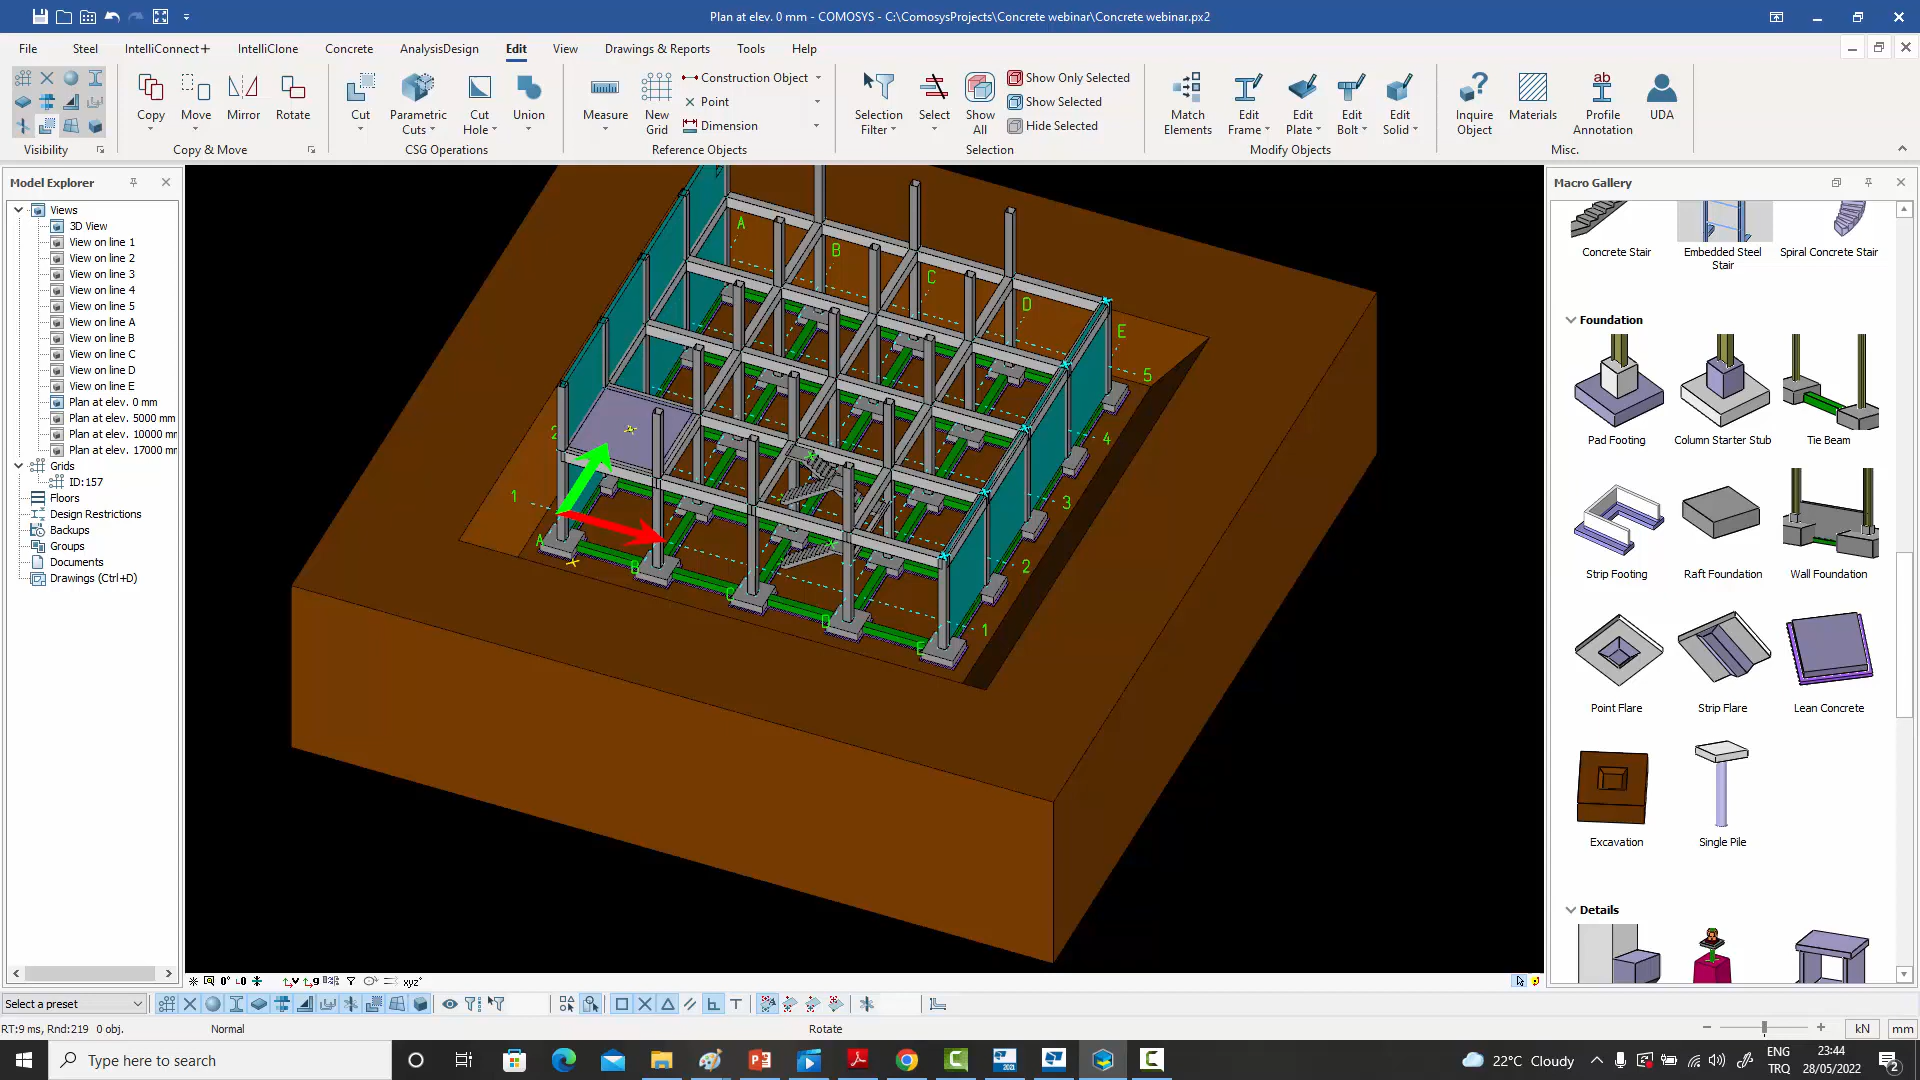 Plan at elev. 0 mm - COMOSYS - C:\ComosysProjects\Concrete webinar\Concrete webinar.px2
File Steel IntelliConnect+ IntelliClone Concrete AnalysisDesign Edit View Drawings & Reports Tools Help
Visibility
Copy Move Mirror Rotate
Copy & Move
Cut Parametric Cuts Cut Hole Union
CSG Operations
Measure New Grid Construction Object Point Dimension
Reference Objects
Selection Filter Select Show All Show Only Selected Show Selected Hide Selected
Selection
Match Elements Edit Frame Edit Plate Edit Bolt Edit Solid
Modify Objects
Inquire Object Materials ab Profile Annotation UDA
Misc.
Model Explorer
Views
3D View
View on line 1
View on line 2
View on line 3
View on line 4
View on line 5
View on line A
View on line B
View on line C
View on line D
View on line E
Plan at elev. 0 mm
Plan at elev. 5000 mm
Plan at elev. 10000 mm
Plan at elev. 17000 mm
Grids
ID:157
Floors
Design Restrictions
Backups
Groups
Documents
Drawings (Ctrl+D)
A
B
C
D
E
5
4
3
2
1
2
1
A
B
C
D
E
Macro Gallery
Concrete Stair Embedded Steel Stair Spiral Concrete Stair
Foundation
Pad Footing Column Starter Stub Tie Beam
Strip Footing Raft Foundation Wall Foundation
Point Flare Strip Flare Lean Concrete
Excavation Single Pile
Details
xyz
Select a preset
RT:9 ms, Rnd:219 0 obj. Normal Rotate kN mm
Type here to search
22°C Cloudy
ENG
TRQ
23:44
28/05/2022
2